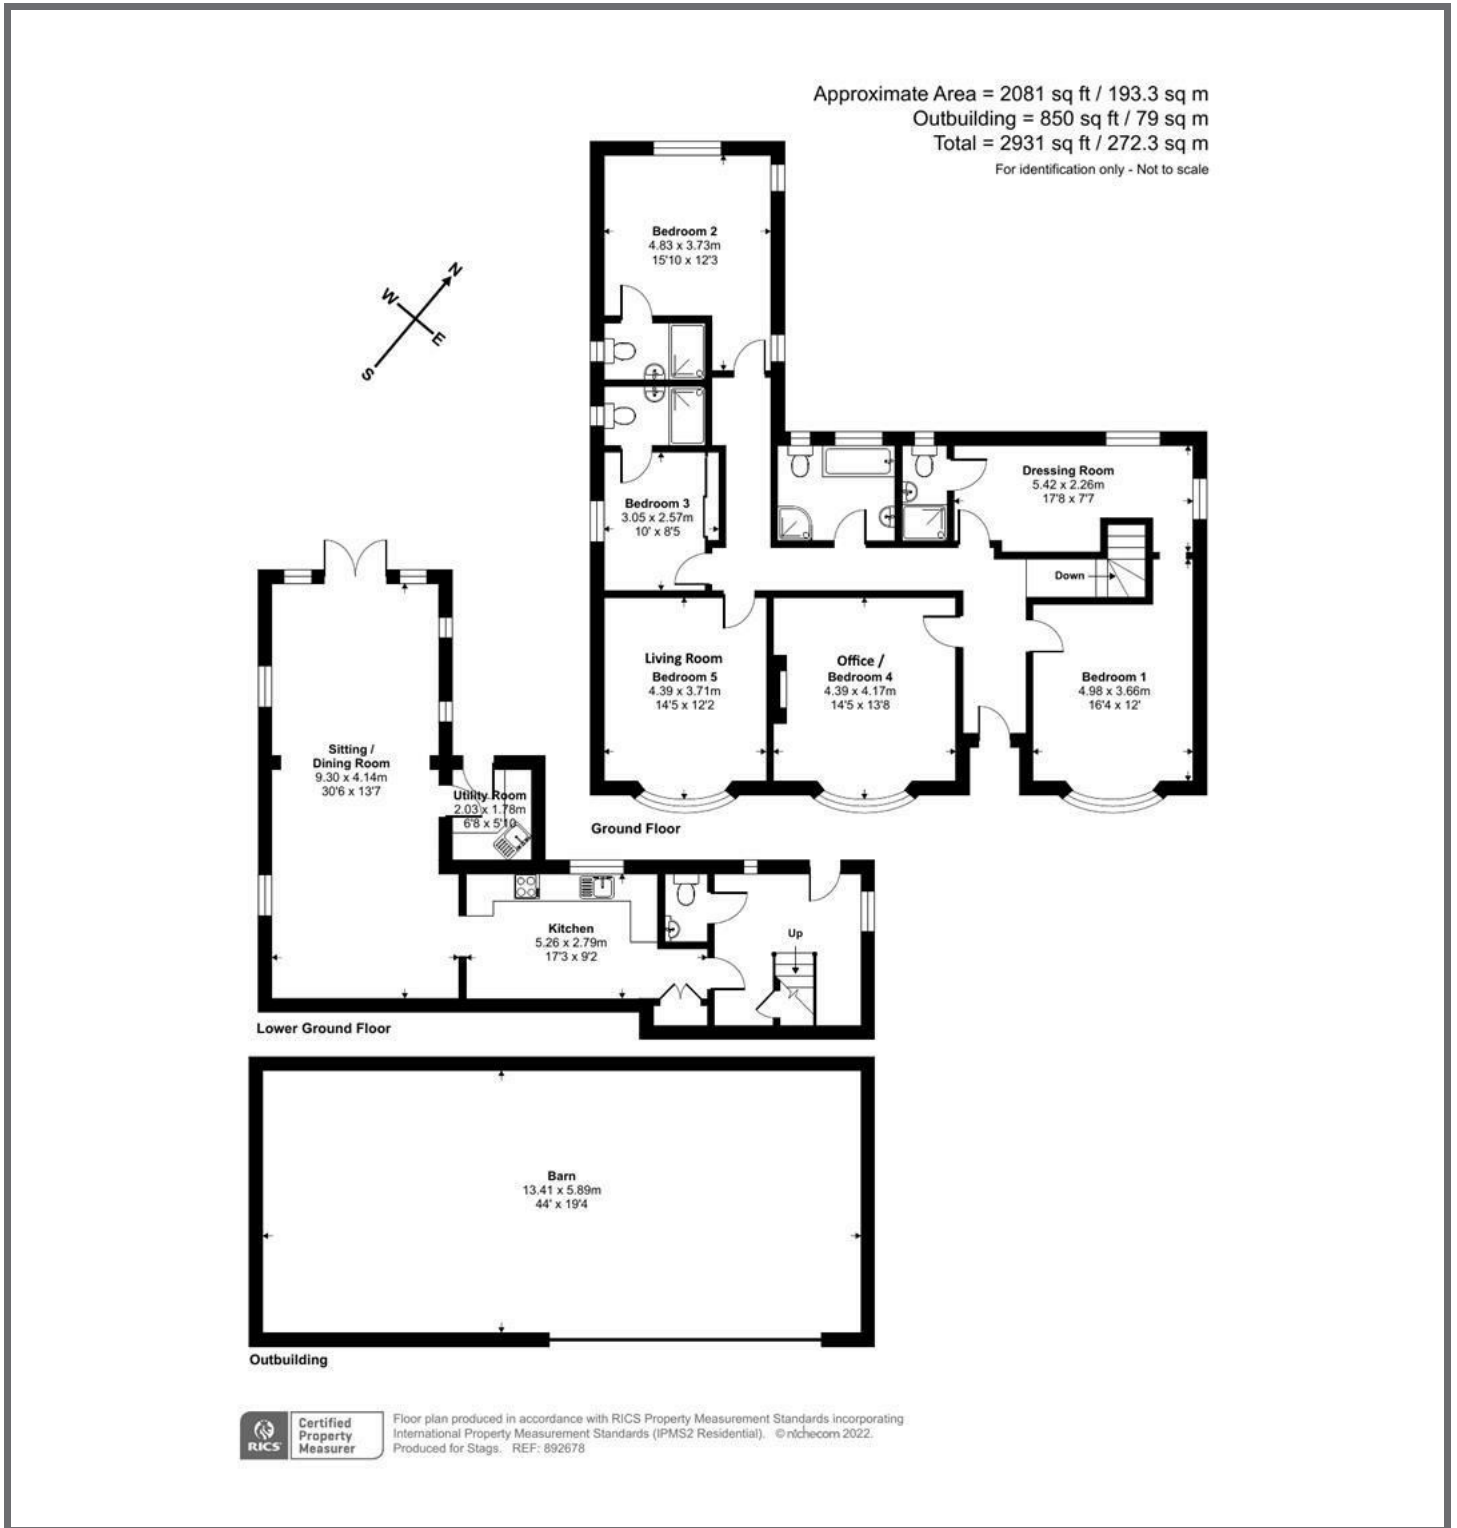 Approximate Area = 2081 sq ft / 193.3 sq m
Outbuilding = 850 sq ft / 79 sq m
Total = 2931 sq ft / 272.3 sq m
For identification only - Not to scale
Bedroom 2
4.83 x 3.73m
15'10 x 12'3
N
W
E
S
Bedroom 3
3.05 x 2.57m
10' x 8'5
Dressing Room
5.42 x 2.26m
17'8 x 7'7
Down
Living Room
Bedroom 5
4.39 x 3.71m
14'5 x 12'2
Office /
Bedroom 4
4.39 x 4.17m
14'5 x 13'8
Bedroom 1
4.98 x 3.66m
16'4 x 12'
Ground Floor
Sitting /
Dining Room
9.30 x 4.14m
30'6 x 13'7
Utility Room
2.03 x 1.78m
6'8 x 5'10
Kitchen
5.26 x 2.79m
17'3 x 9'2
Up
Lower Ground Floor
Barn
13.41 x 5.89m
44' x 19'4
Outbuilding
RICS
Certified
Property
Measurer
Floor plan produced in accordance with RICS Property Measurement Standards incorporating
International Property Measurement Standards (IPMS2 Residential). © nichecom 2022.
Produced for Stags. REF: 892678